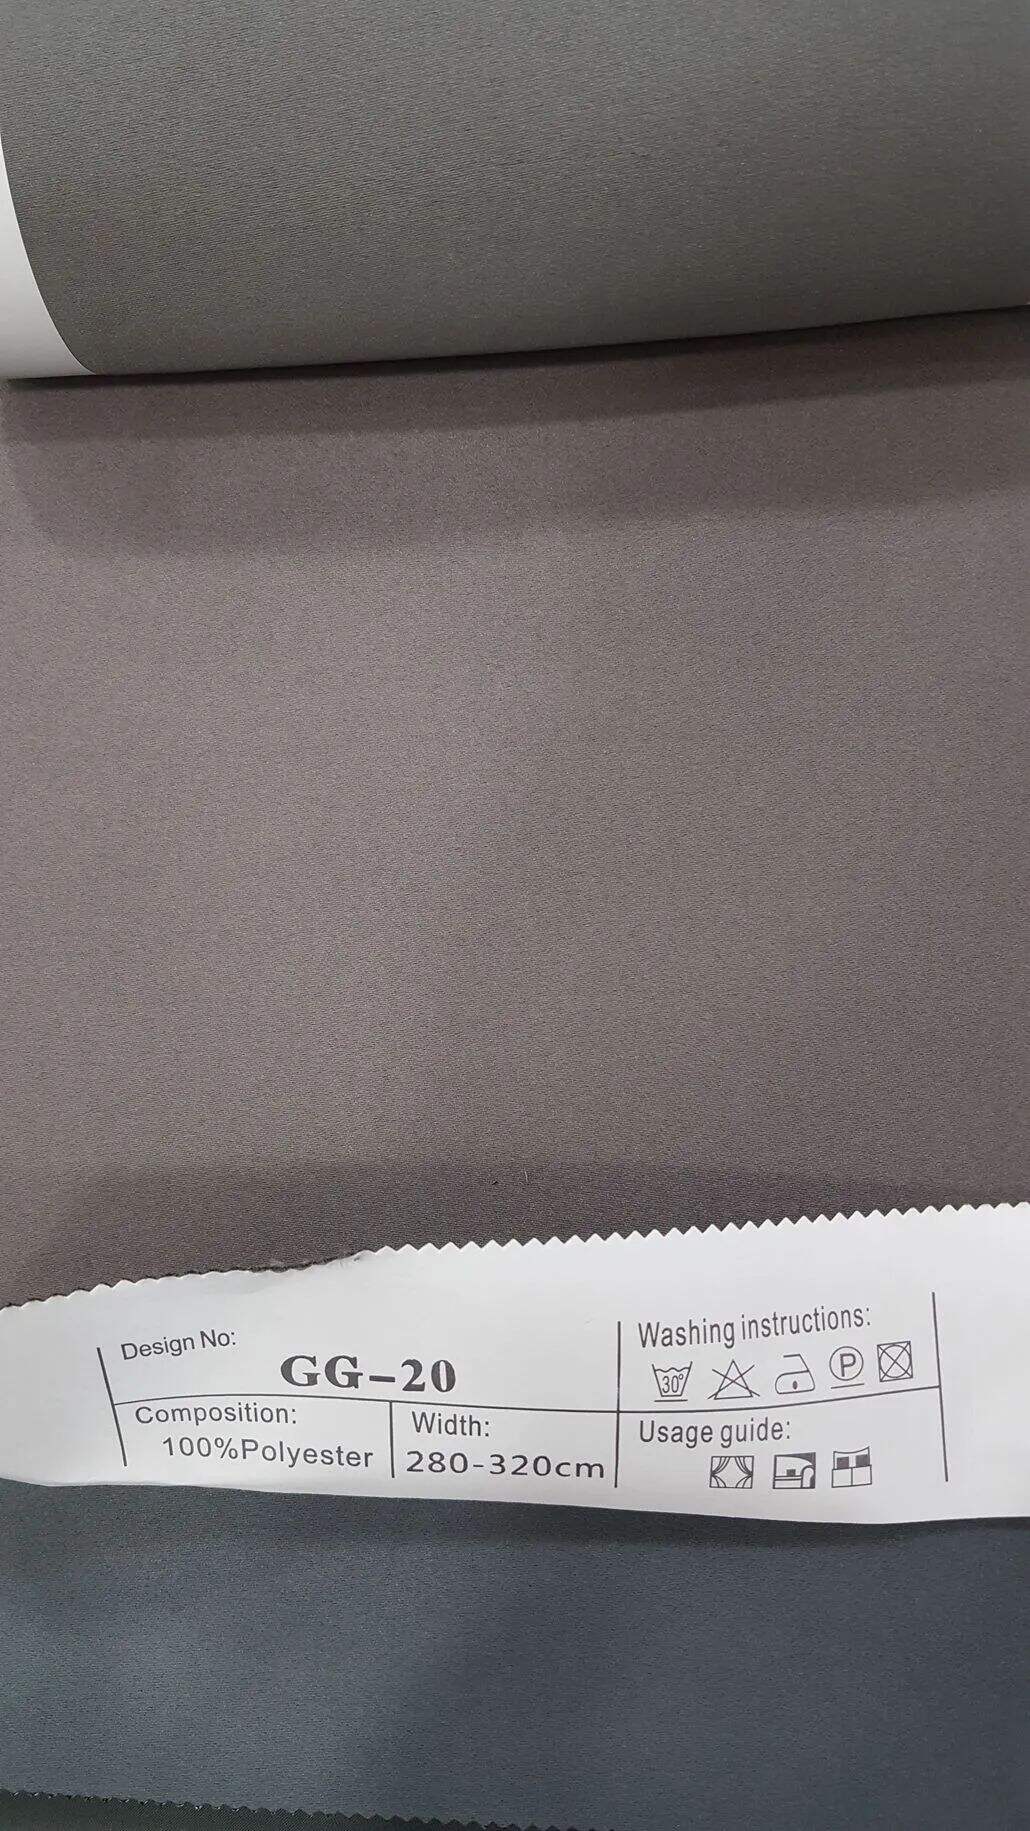 Design No:
GG-20
Composition:
100%Polyester
Width:
280-320cm
Washing instructions:
30°
P
Usage guide: